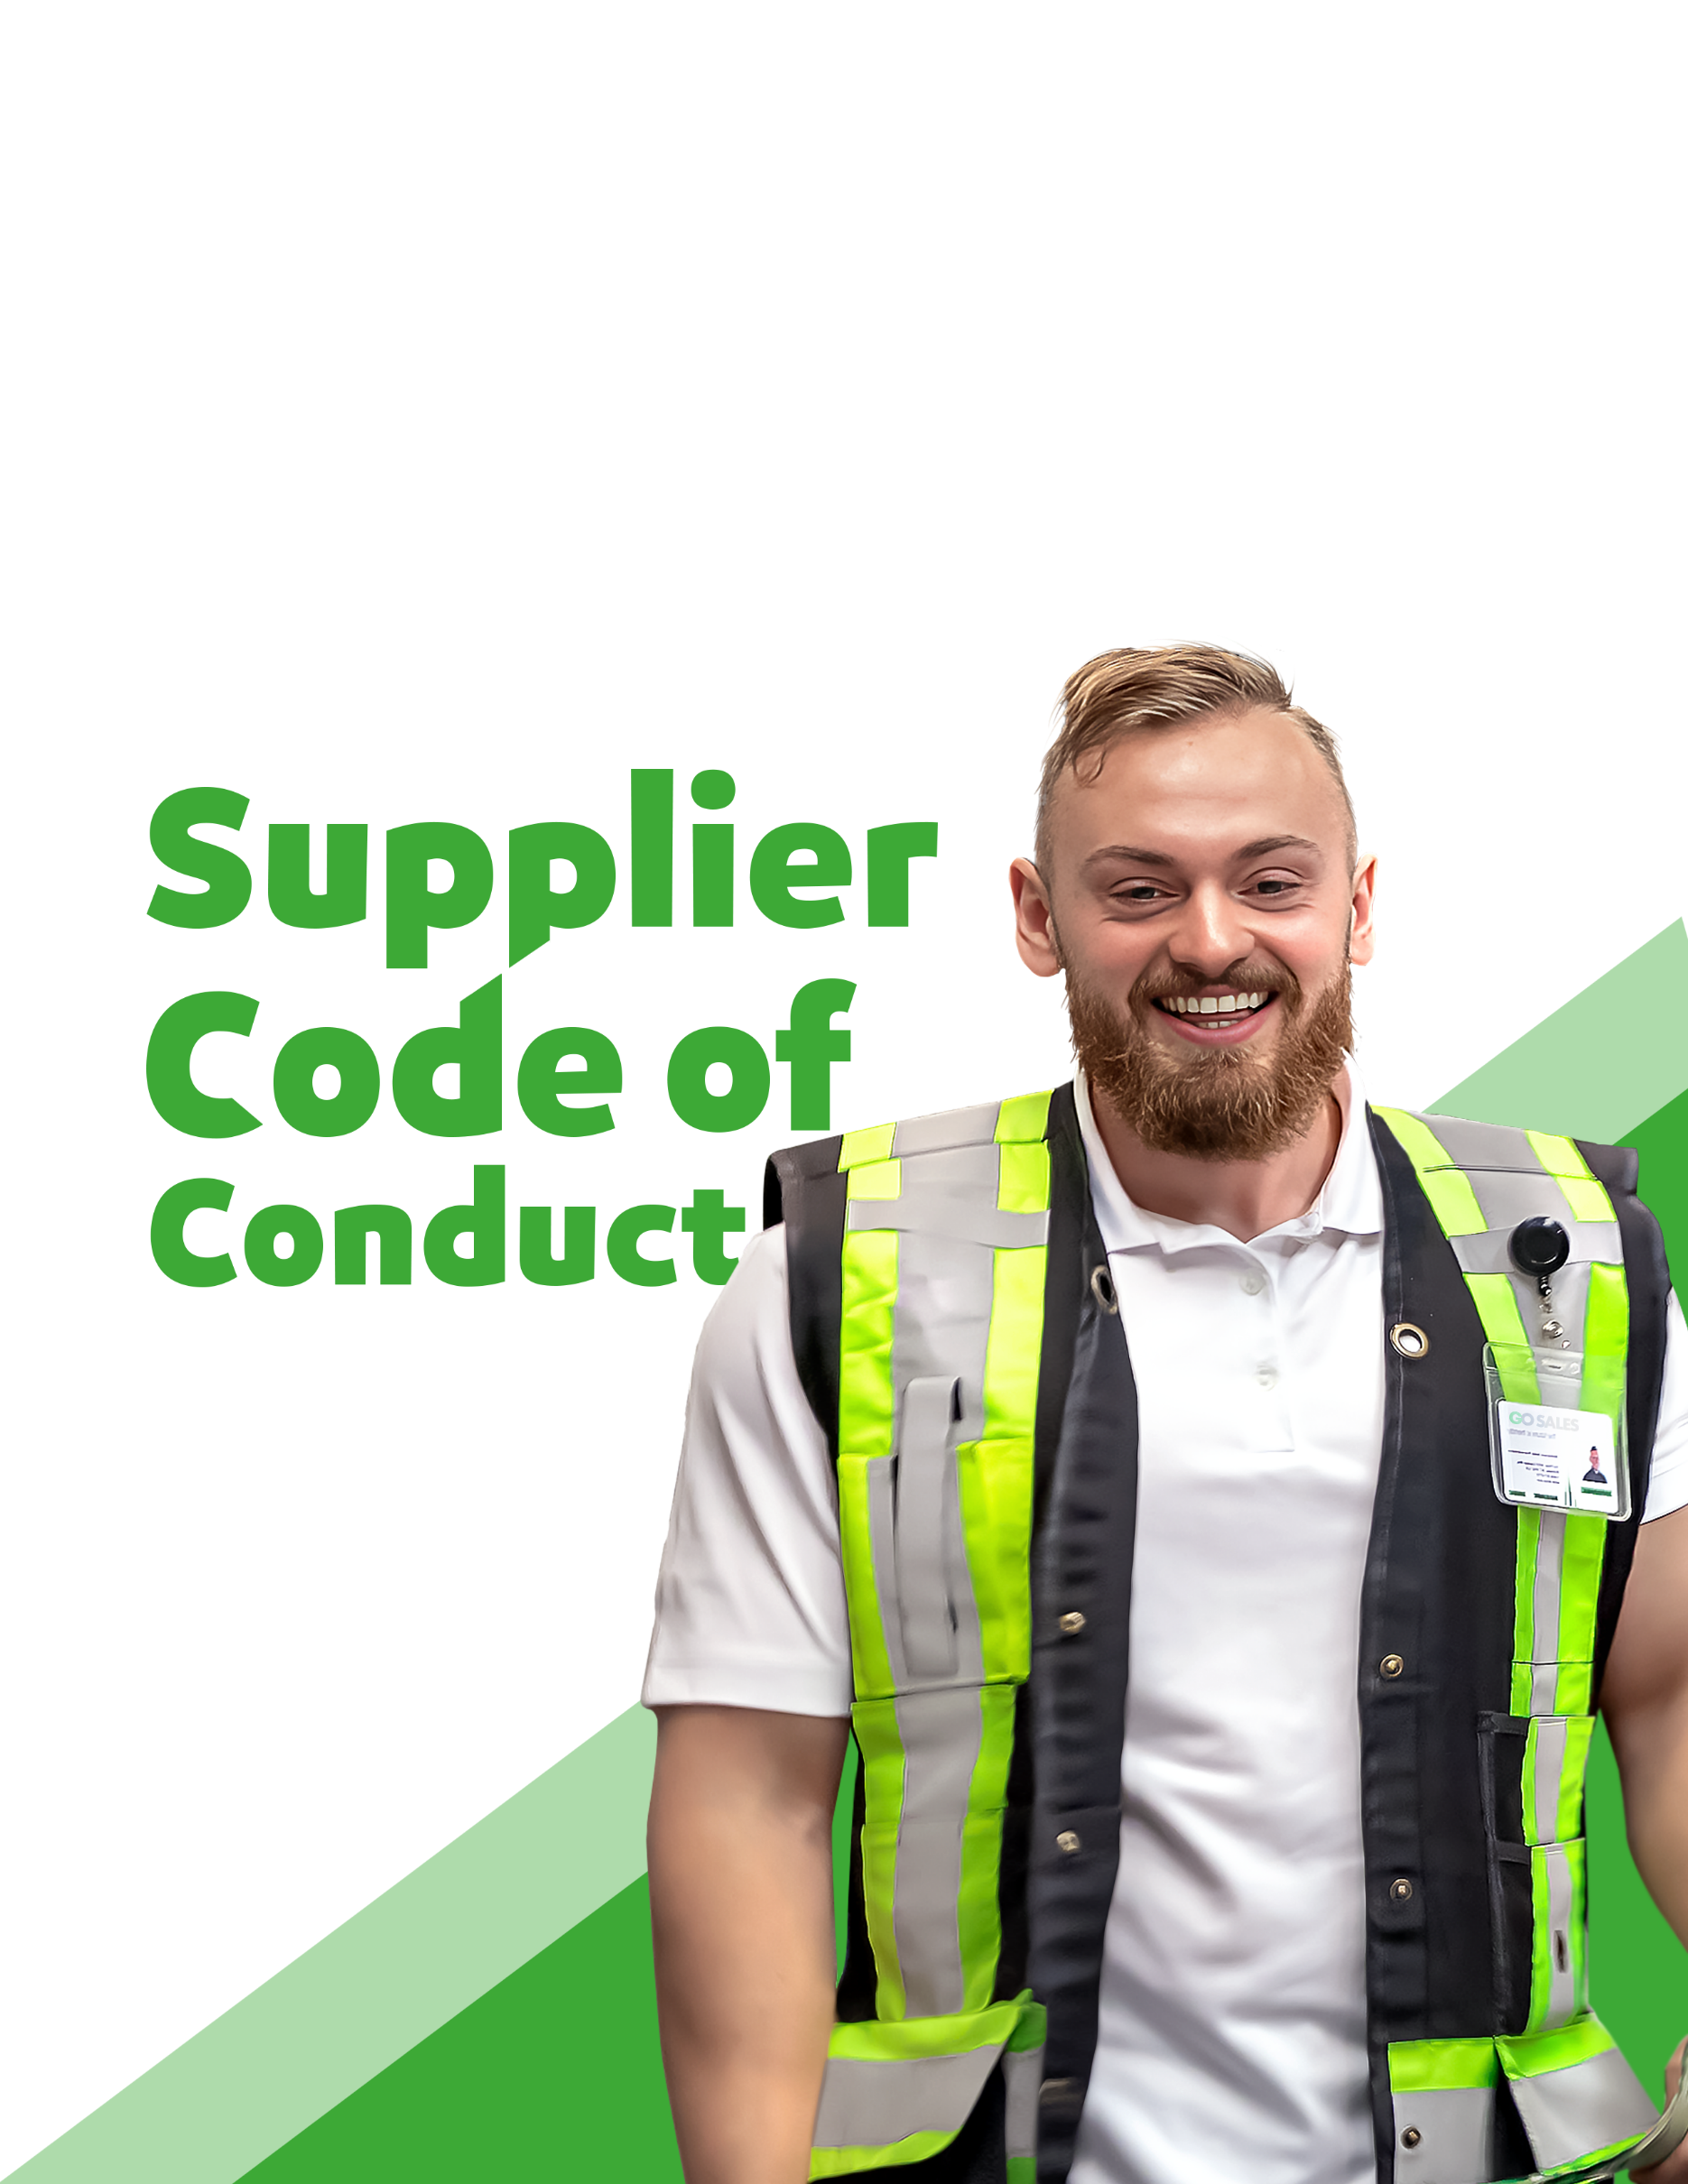 Supplier
Code of
Conduct
GO SALES